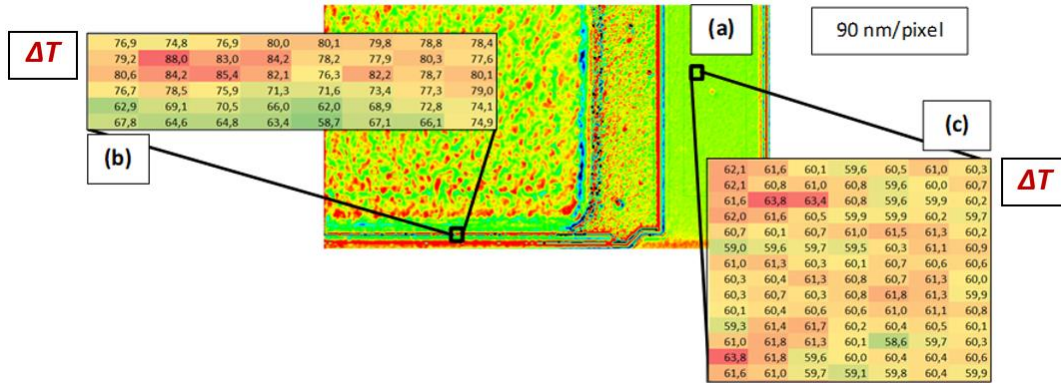 (a)
90 nm/pixel
ΔT
76,9 74,8 76,9 80,0 80,1 79,8 78,8 78,4
79,2 88,0 83,0 84,2 78,2 77,9 80,3 77,6
80,6 84,2 85,4 82,1 76,3 82,2 78,7 80,1
76,7 78,5 75,9 71,3 71,6 73,4 77,3 79,0
62,9 69,1 70,5 66,0 62,0 68,9 72,8 74,1
67,8 64,6 64,8 63,4 58,7 67,1 66,1 74,9
(b)
(c)
ΔT
62,1 61,6 60,1 59,6 60,5 61,0 60,3
62,1 60,8 61,0 60,8 59,6 60,0 60,7
61,6 63,8 63,4 60,8 59,6 59,9 60,2
62,0 61,6 60,5 59,9 59,9 60,2 59,7
60,7 60,1 60,7 61,0 61,5 61,3 60,2
59,0 59,6 59,7 59,5 60,3 61,1 60,9
61,0 61,3 60,3 60,1 60,7 60,6 60,6
60,3 60,4 61,3 60,8 60,7 61,3 60,0
60,3 60,7 60,3 60,8 61,8 61,3 59,9
60,1 60,4 60,6 60,6 61,0 61,1 60,8
59,3 61,4 61,7 60,2 60,4 60,5 60,1
61,0 61,8 61,3 60,1 58,6 59,7 60,3
63,8 61,8 59,6 60,0 60,4 60,4 60,6
61,6 61,0 59,7 59,1 59,8 60,4 59,9